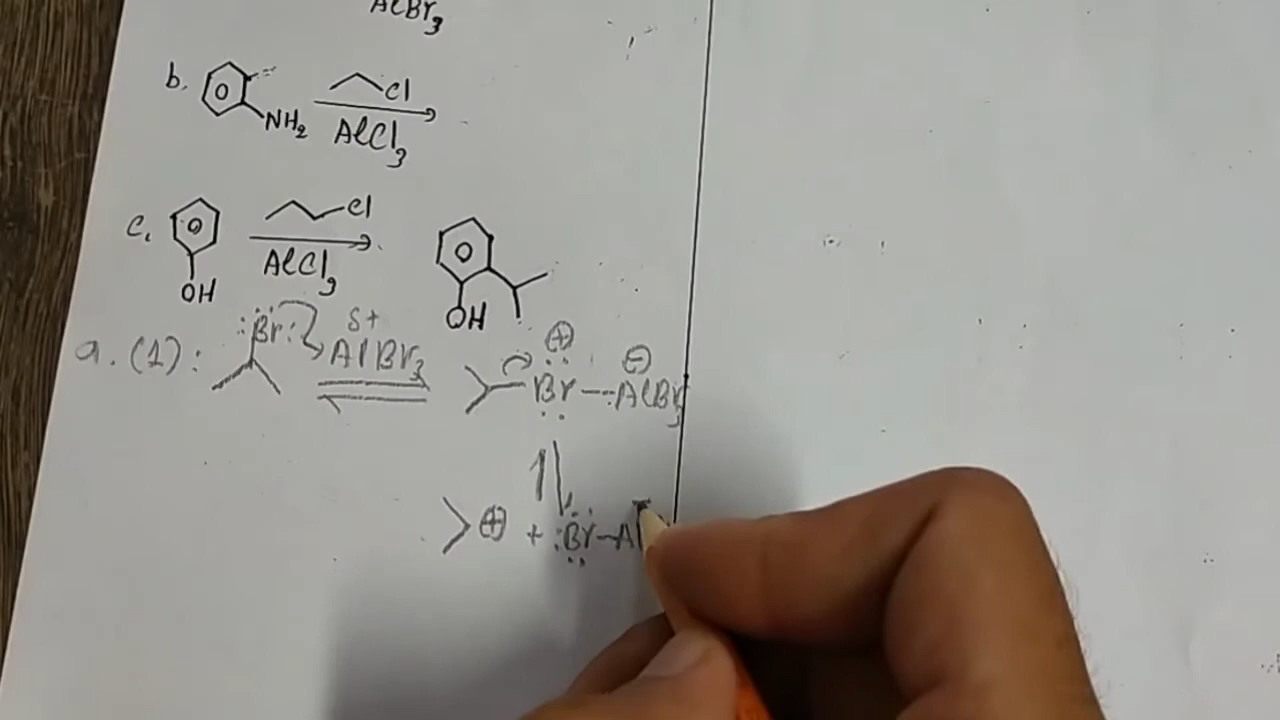 AlBr3
b. NH2 Cl AlCl3
c. OH Cl AlCl3 OH
a. (1): :Br: δ+ AlBr3 ⇌ Br ⊕ — AlBr3 ⊖
⊕ + :Br–Al